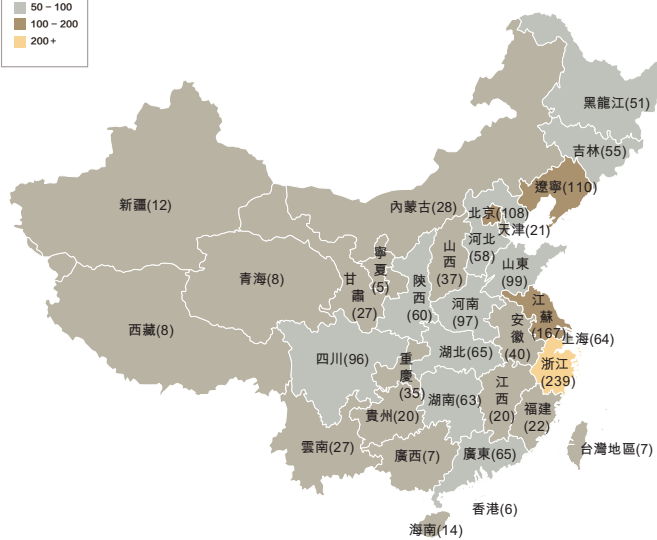 50 – 100
100 – 200
200 +
黑龍江(51)
吉林(55)
遼寧(110)
內蒙古(28)
新疆(12)
北京(108)
天津(21)
河北
(58)
山西
(37)
寧夏
(5)
山東
(99)
青海(8)
甘肅
(27)
陝西
(60)
河南
(97)
江蘇
(167)
安徽
(40)
上海(64)
西藏(8)
四川(96)
重慶
(35)
湖北(65)
浙江
(239)
湖南(63)
江西
(20)
福建
(22)
貴州(20)
雲南(27)
廣西(7)
廣東(65)
台灣地區(7)
香港(6)
海南(14)